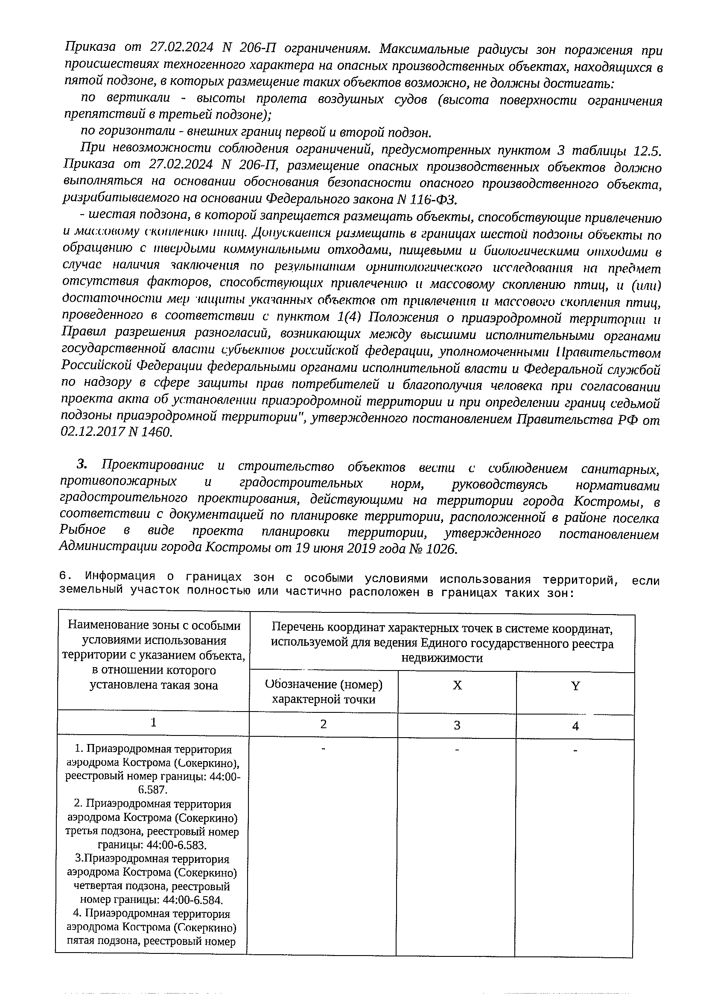 Приказа от 27.02.2024 N 206-П ограничениям. Максимальные радиусы зон поражения при
происшествиях техногенного характера на опасных производственных объектах, находящихся в
пятой подзоне, в которых размещение таких объектов возможно, не должны достигать:
по вертикали - высоты пролета воздушных судов (высота поверхности ограничения
препятствий в третьей подзоне);
по горизонтали - внешних границ первой и второй подзон.
При невозможности соблюдения ограничений, предусмотренных пунктом 3 таблицы 12.5.
Приказа от 27.02.2024 N 206-П, размещение опасных производственных объектов должно
выполняться на основании обоснования безопасности опасного производственного объекта,
разрабатываемого на основании Федерального закона N 116-ФЗ.
- шестая подзона, в которой запрещается размещать объекты, способствующие привлечению
и массовому скоплению птиц. Допускается размещать в границах шестой подзоны объекты по
обращению с твердыми коммунальными отходами, пищевыми и биологическими отходами в
случае наличия заключения по результатам орнитологического исследования на предмет
отсутствия факторов, способствующих привлечению и массовому скоплению птиц, и (или)
достаточности мер защиты указанных объектов от привлечения и массового скопления птиц,
проведенного в соответствии с пунктом 1(4) Положения о приаэродромной территории и
Правил разрешения разногласий, возникающих между высшими исполнительными органами
государственной власти субъектов российской федерации, уполномоченными Правительством
Российской Федерации федеральными органами исполнительной власти и Федеральной службой
по надзору в сфере защиты прав потребителей и благополучия человека при согласовании
проекта акта об установлении приаэродромной территории и при определении границ седьмой
подзоны приаэродромной территории", утвержденного постановлением Правительства РФ от
02.12.2017 N 1460.
3. Проектирование и строительство объектов вести с соблюдением санитарных,
противопожарных и градостроительных норм, руководствуясь нормативами
градостроительного проектирования, действующими на территории города Костромы, в
соответствии с документацией по планировке территории, расположенной в районе поселка
Рыбное в виде проекта планировки территории, утвержденного постановлением
Администрации города Костромы от 19 июня 2019 года № 1026.
6. Информация о границах зон с особыми условиями использования территорий, если
земельный участок полностью или частично расположен в границах таких зон:
Наименование зоны с особыми
условиями использования
территории с указанием объекта,
в отношении которого
установлена такая зона
Перечень координат характерных точек в системе координат,
используемой для ведения Единого государственного реестра
недвижимости
Обозначение (номер)
характерной точки
X
Y
1
2
3
4
1. Приаэродромная территория
аэродрома Кострома (Сокеркино),
реестровый номер границы: 44:00-
6.587.
2. Приаэродромная территория
аэродрома Кострома (Сокеркино)
третья подзона, реестровый номер
границы: 44:00-6.583.
3.Приаэродромная территория
аэродрома Кострома (Сокеркино)
четвертая подзона, реестровый
номер границы: 44:00-6.584.
4. Приаэродромная территория
аэродрома Кострома (Сокеркино)
пятая подзона, реестровый номер
-
-
-